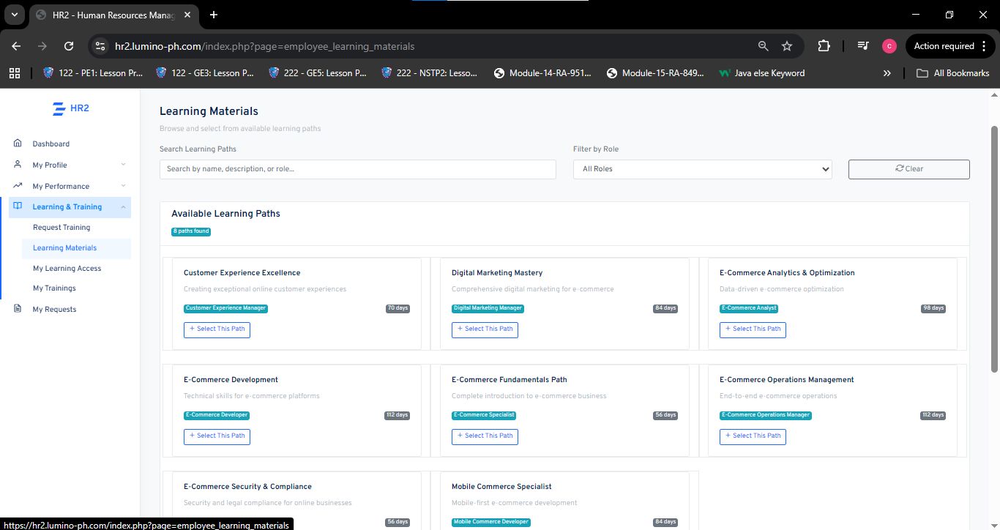 HR2 - Human Resources Manag
hr2.lumino-ph.com/index.php?page=employee_learning_materials
C
Action required
122 - PE1: Lesson Pr...
122 - GE3: Lesson P...
222 - GE5: Lesson P...
222 - NSTP2: Lesso...
Module-14-RA-951...
Module-15-RA-849...
Java else Keyword
»
All Bookmarks
HR2
Dashboard
My Profile
My Performance
Learning & Training
Request Training
Learning Materials
My Learning Access
My Trainings
My Requests
Learning Materials
Browse and select from available learning paths
Search Learning Paths
Search by name, description, or role...
Filter by Role
All Roles
Clear
Available Learning Paths
8 paths found
Customer Experience Excellence
Creating exceptional online customer experiences
Customer Experience Manager 70 days
+ Select This Path
Digital Marketing Mastery
Comprehensive digital marketing for e-commerce
Digital Marketing Manager 84 days
+ Select This Path
E-Commerce Analytics & Optimization
Data-driven e-commerce optimization
E-Commerce Analyst 98 days
+ Select This Path
E-Commerce Development
Technical skills for e-commerce platforms
E-Commerce Developer 112 days
+ Select This Path
E-Commerce Fundamentals Path
Complete introduction to e-commerce business
E-Commerce Specialist 56 days
+ Select This Path
E-Commerce Operations Management
End-to-end e-commerce operations
E-Commerce Operations Manager 112 days
+ Select This Path
E-Commerce Security & Compliance
Security and legal compliance for online businesses
56 days
Mobile Commerce Specialist
Mobile-first e-commerce development
Mobile Commerce Developer 84 days
https://hr2.lumino-ph.com/index.php?page=employee_learning_materials